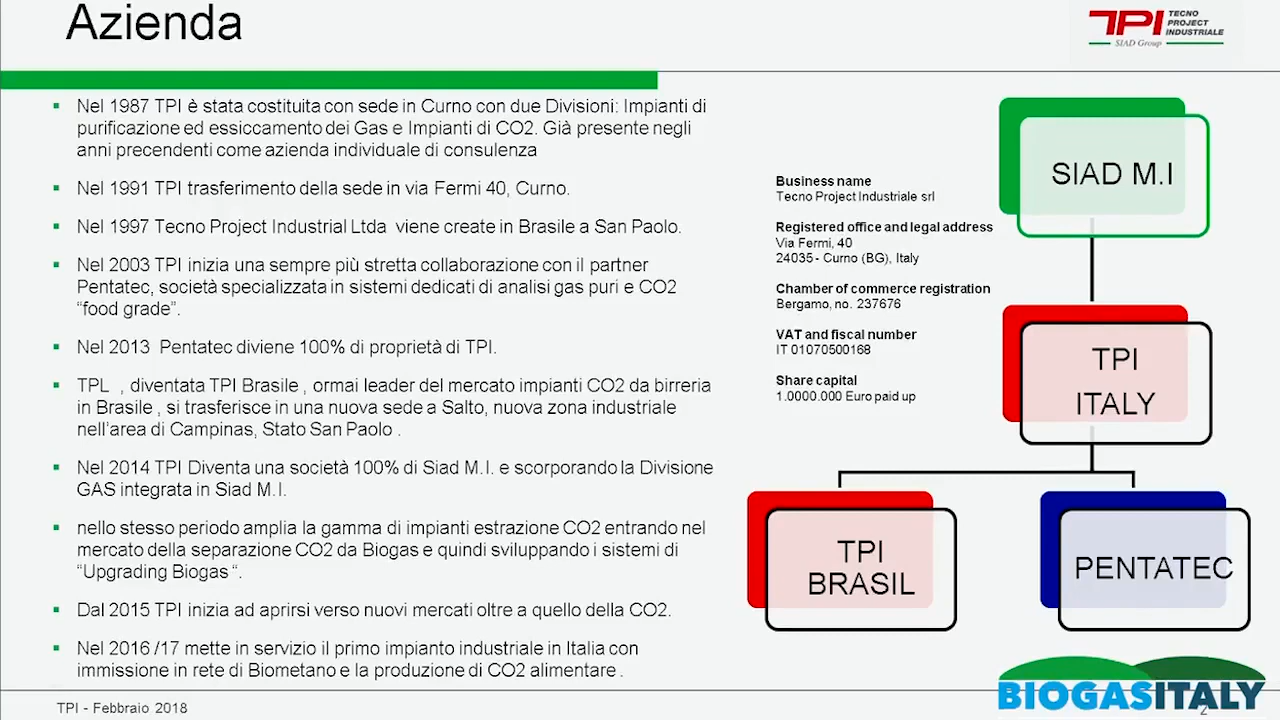 Azienda
TPI TECNO
PROJECT
INDUSTRIALE
SIAD Group
Nel 1987 TPI è stata costituita con sede in Curno con due Divisioni: Impianti di
purificazione ed essiccamento dei Gas e Impianti di CO2. Già presente negli
anni precendenti come azienda individuale di consulenza
Nel 1991 TPI trasferimento della sede in via Fermi 40, Curno.
Nel 1997 Tecno Project Industrial Ltda viene create in Brasile a San Paolo.
Nel 2003 TPI inizia una sempre più stretta collaborazione con il partner
Pentatec, società specializzata in sistemi dedicati di analisi gas puri e CO2
“food grade”.
Nel 2013 Pentatec diviene 100% di proprietà di TPI.
TPL , diventata TPI Brasile , ormai leader del mercato impianti CO2 da birreria
in Brasile , si trasferisce in una nuova sede a Salto, nuova zona industriale
nell’area di Campinas, Stato San Paolo .
Nel 2014 TPI Diventa una società 100% di Siad M.I. e scorporando la Divisione
GAS integrata in Siad M.I.
nello stesso periodo amplia la gamma di impianti estrazione CO2 entrando nel
mercato della separazione CO2 da Biogas e quindi sviluppando i sistemi di
“Upgrading Biogas “.
Dal 2015 TPI inizia ad aprirsi verso nuovi mercati oltre a quello della CO2.
Nel 2016 /17 mette in servizio il primo impianto industriale in Italia con
immissione in rete di Biometano e la produzione di CO2 alimentare .
Business name
Tecno Project Industriale srl
Registered office and legal address
Via Fermi, 40
24035 - Curno (BG), Italy
Chamber of commerce registration
Bergamo, no. 237676
VAT and fiscal number
IT 01070500168
Share capital
1.0000.000 Euro paid up
SIAD M.I
TPI
ITALY
TPI
BRASIL
PENTATEC
TPI - Febbraio 2018
BIOGASITALY
2